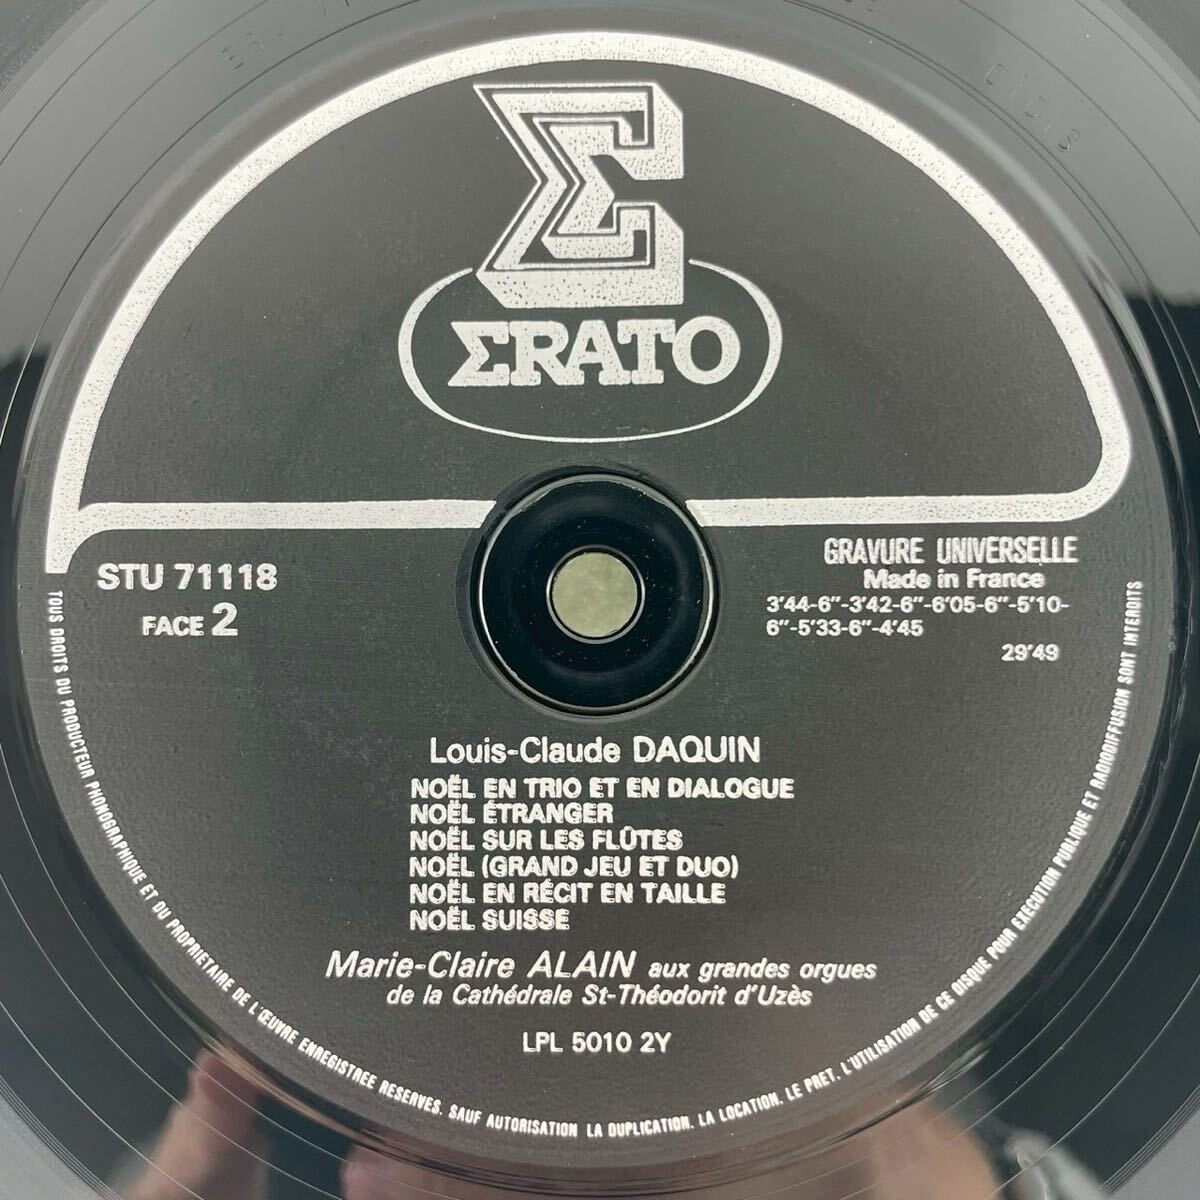 ΣRATO
STU 71118
FACE 2
GRAVURE UNIVERSELLE
Made in France
3'44-6"-3'42-6"-6'05-6"-5'10-
6"-5'33-6"-4'45
29'49
Louis-Claude DAQUIN
NOËL EN TRIO ET EN DIALOGUE
NOËL ÉTRANGER
NOËL SUR LES FLÛTES
NOËL (GRAND JEU ET DUO)
NOËL EN RÉCIT EN TAILLE
NOËL SUISSE
Marie-Claire ALAIN aux grandes orgues
de la Cathédrale St-Théodorit d'Uzès
LPL 5010 2Y
TOUS DROITS DU PRODUCTEUR PHONOGRAPHIQUE ET DU PROPRIETAIRE DE L'ŒUVRE ENREGISTREE RESERVES. SAUF AUTORISATION LA DUPLICATION. LA LOCATION. LE PRET. L'UTILISATION DE CE DISQUE POUR EXECUTION PUBLIQUE ET RADIODIFFUSION SONT INTERDITS